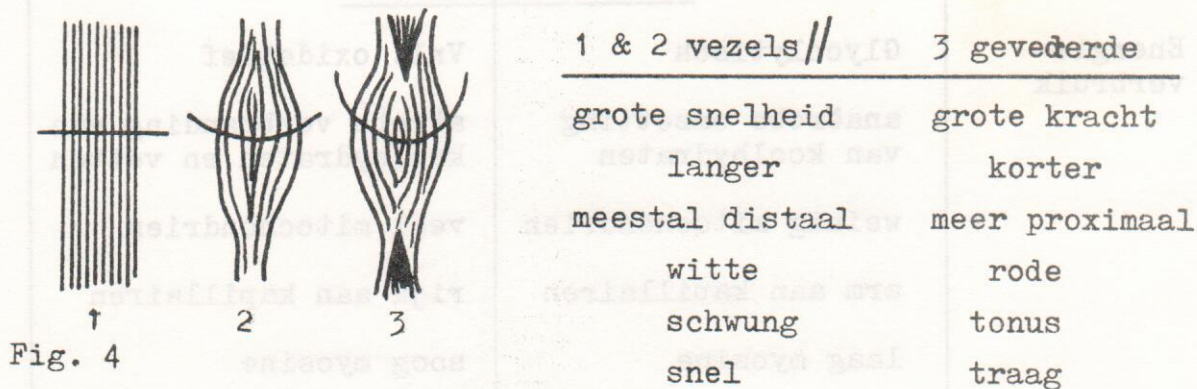 1 & 2 vezels // 3 gevederde
grote snelheid grote kracht
langer korter
meestal distaal meer proximaal
witte rode
schwung tonus
snel traag
1 2 3
Fig. 4